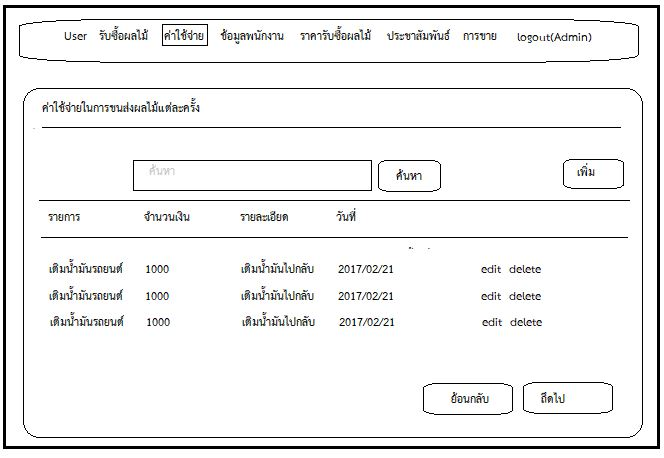 User รับซื้อผลไม้ ค่าใช้จ่าย ข้อมูลพนักงาน ราคารับซื้อผลไม้ ประชาสัมพันธ์ การขาย logout(Admin)
ค่าใช้จ่ายในการขนส่งผลไม้แต่ละครั้ง
ค้นหา ค้นหา เพิ่ม
รายการ จำนวนเงิน รายละเอียด วันที่
เติมน้ำมันรถยนต์ 1000 เติมน้ำมันไปกลับ 2017/02/21 edit delete
เติมน้ำมันรถยนต์ 1000 เติมน้ำมันไปกลับ 2017/02/21 edit delete
เติมน้ำมันรถยนต์ 1000 เติมน้ำมันไปกลับ 2017/02/21 edit delete
ย้อนกลับ ถึดไป